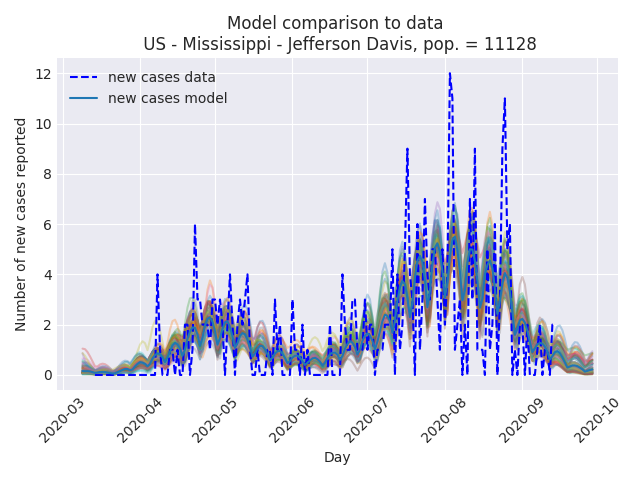 Model comparison to data
US - Mississippi - Jefferson Davis, pop. = 11128
new cases data
new cases model
Number of new cases reported
12
10
8
6
4
2
0
2020-03
2020-04
2020-05
2020-06
2020-07
2020-08
2020-09
2020-10
Day